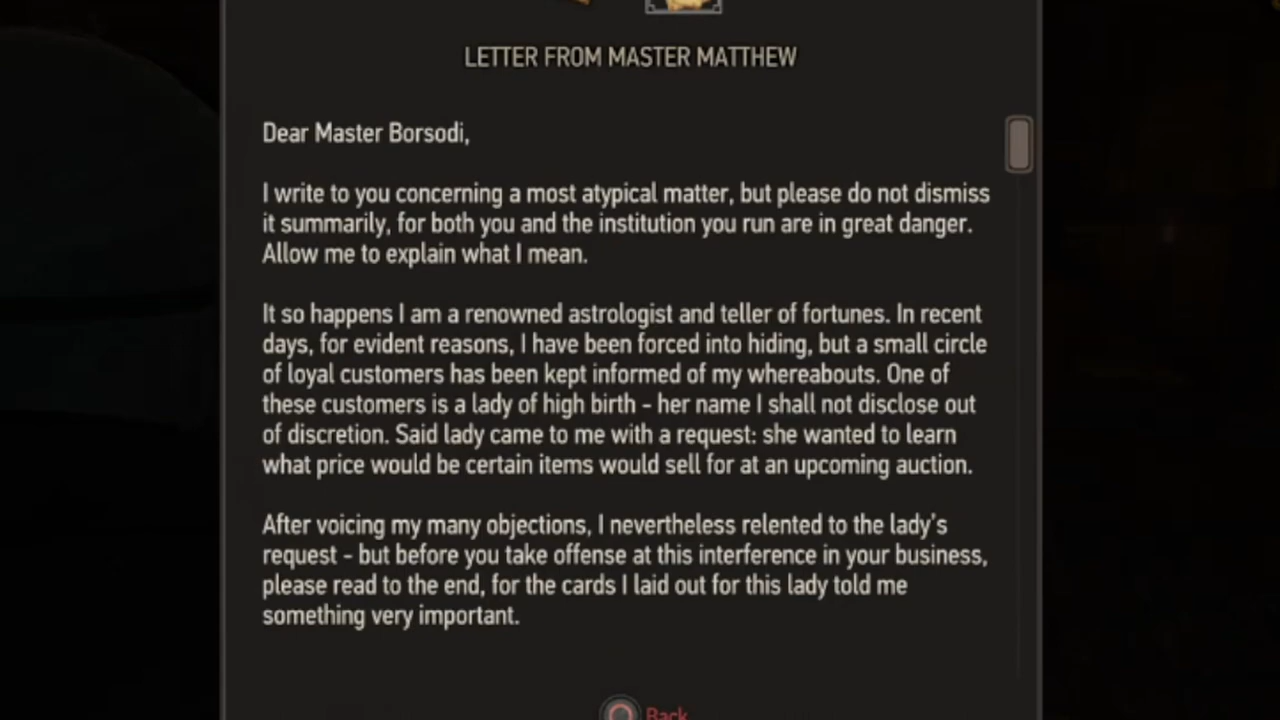 LETTER FROM MASTER MATTHEW
Dear Master Borsodi,
I write to you concerning a most atypical matter, but please do not dismiss
it summarily, for both you and the institution you run are in great danger.
Allow me to explain what I mean.
It so happens I am a renowned astrologist and teller of fortunes. In recent
days, for evident reasons, I have been forced into hiding, but a small circle
of loyal customers has been kept informed of my whereabouts. One of
these customers is a lady of high birth - her name I shall not disclose out
of discretion. Said lady came to me with a request: she wanted to learn
what price would be certain items would sell for at an upcoming auction.
After voicing my many objections, I nevertheless relented to the lady's
request - but before you take offense at this interference in your business,
please read to the end, for the cards I laid out for this lady told me
something very important.
Back